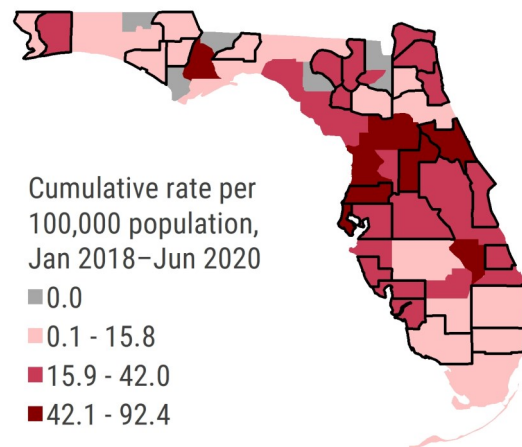 Cumulative rate per
100,000 population,
Jan 2018–Jun 2020
0.0
0.1 - 15.8
15.9 - 42.0
42.1 - 92.4